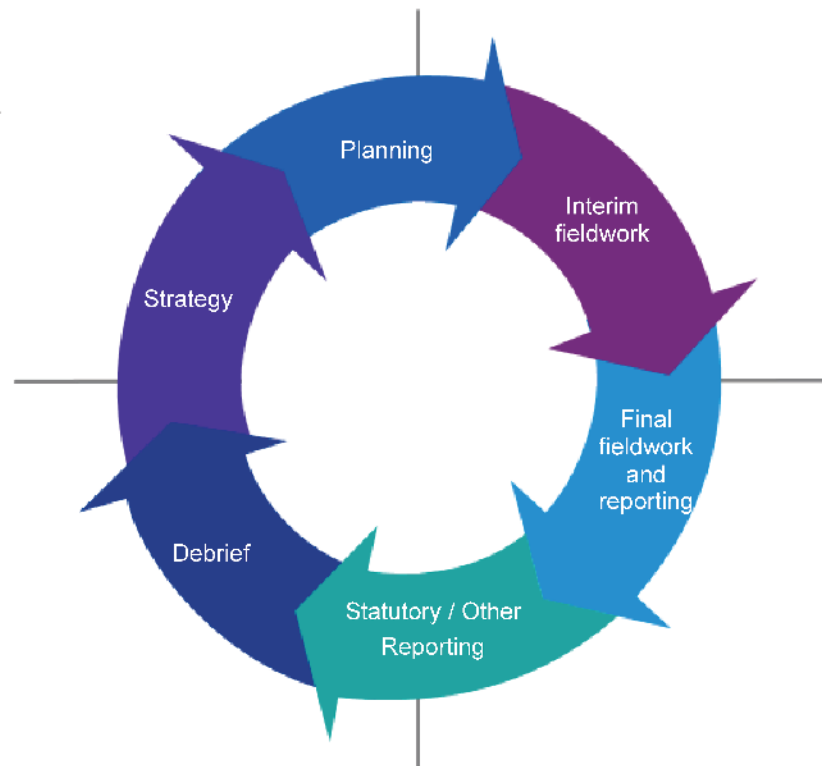 Planning
Interim
fieldwork
Strategy
Final
fieldwork
and
reporting
Debrief
Statutory / Other
Reporting